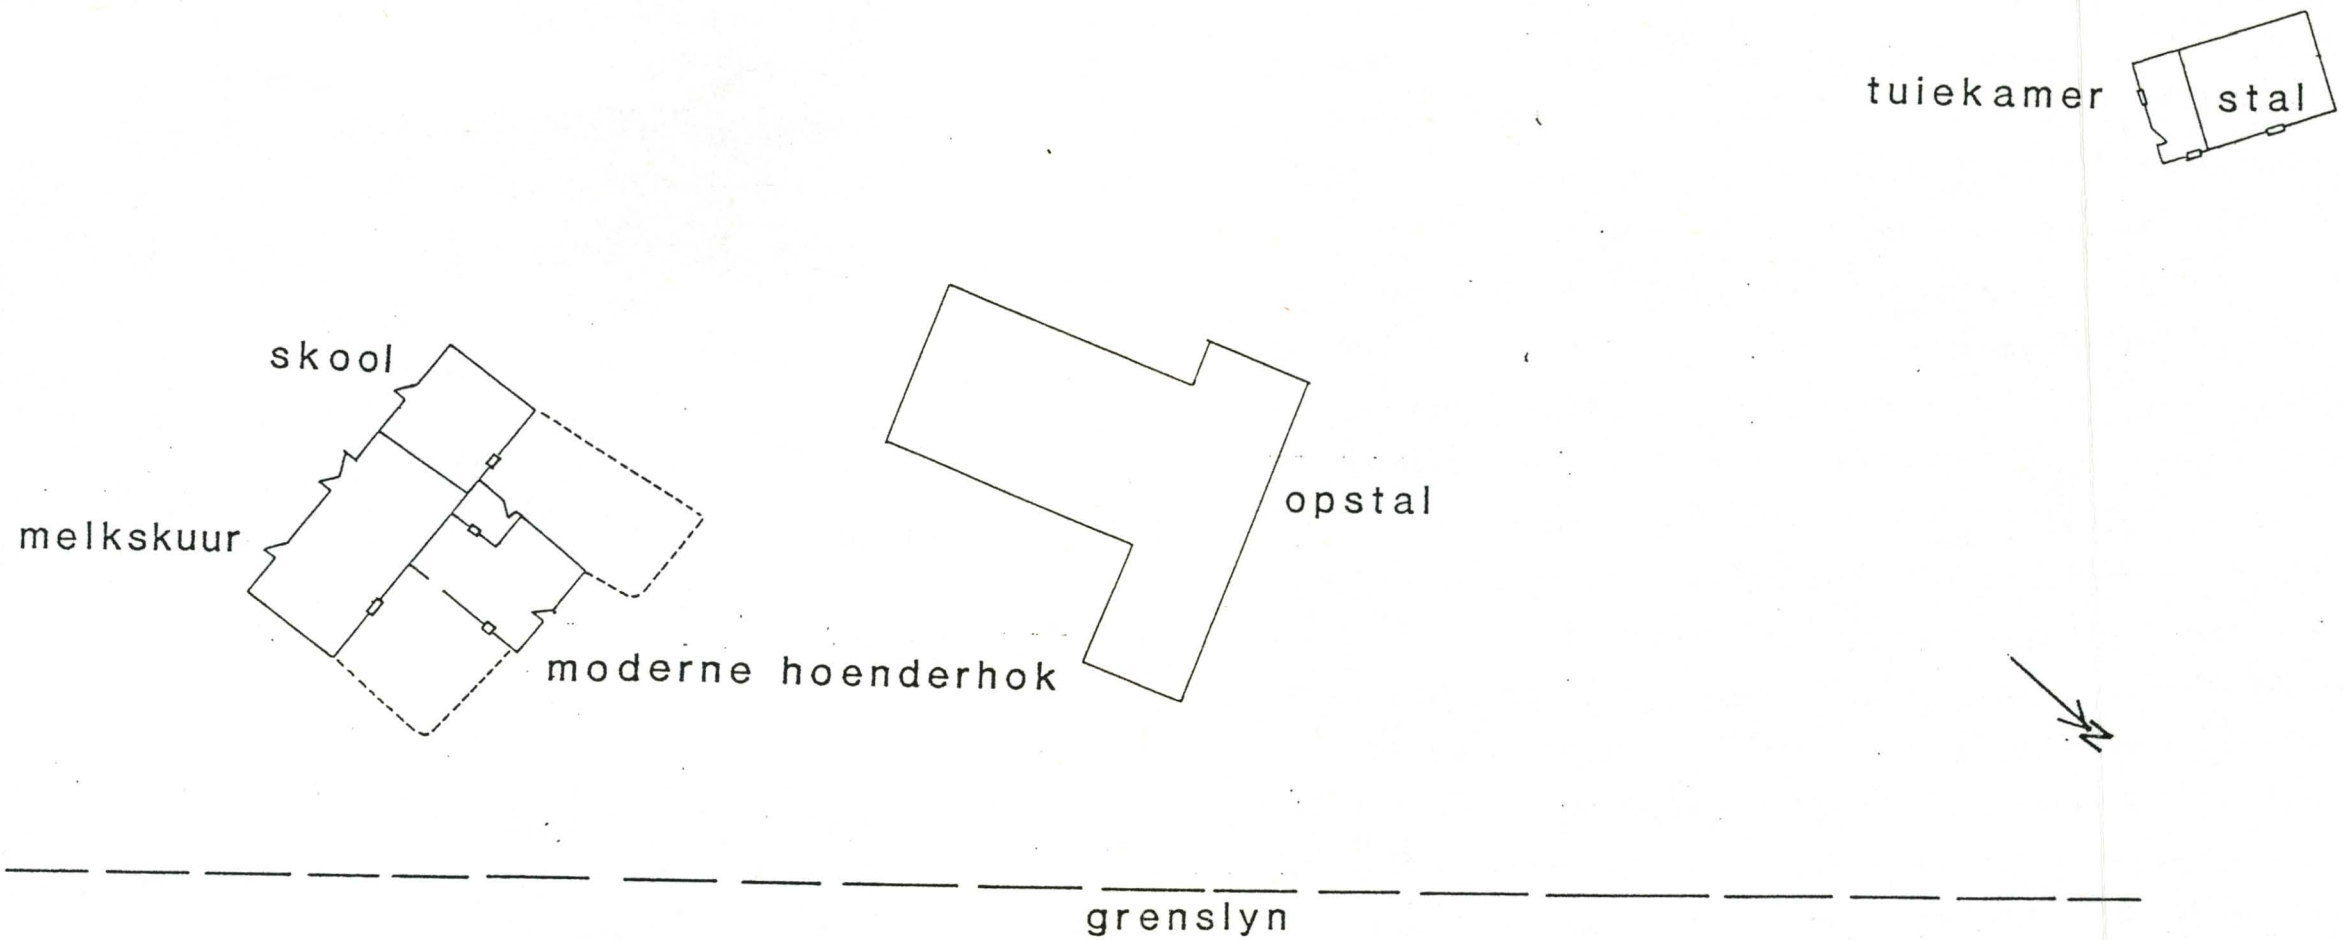 tuiekamer
stal
skool
opstal
melkskuur
moderne hoenderhok
N
grenslyn